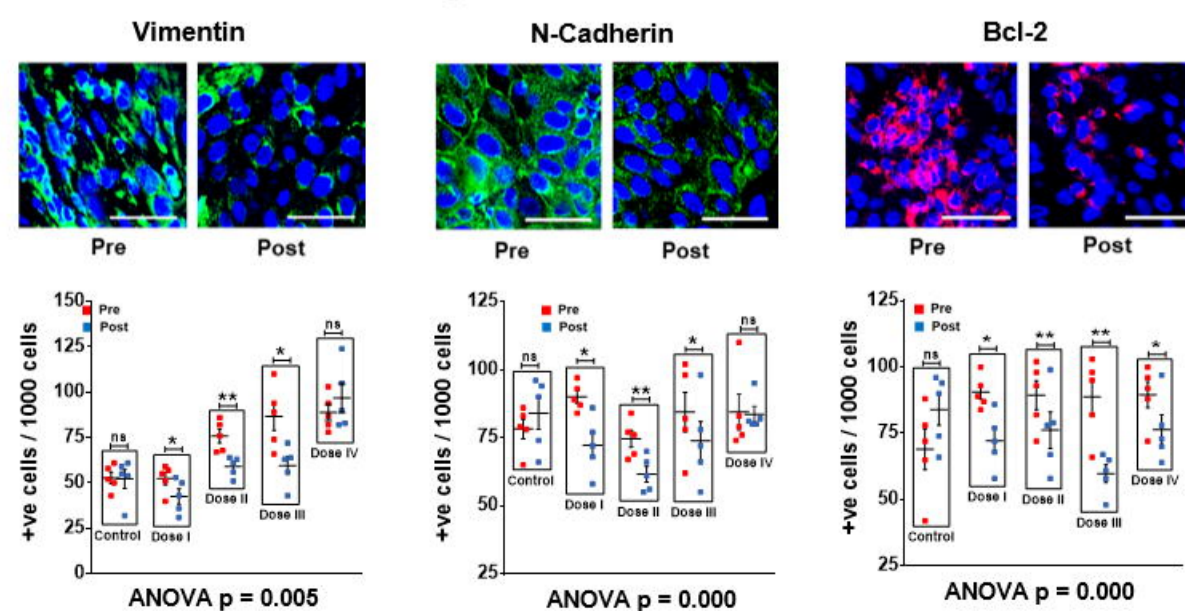 Vimentin
Pre
Post
+ve cells / 1000 cells
150
125
100
75
50
25
0
Pre
Post
ns
Control
*
Dose I
**
Dose II
*
Dose III
ns
Dose IV
ANOVA p = 0.005
N-Cadherin
Pre
Post
+ve cells / 1000 cells
125
100
75
50
25
Pre
Post
ns
Control
*
Dose I
**
Dose II
*
Dose III
ns
Dose IV
ANOVA p = 0.000
Bcl-2
Pre
Post
+ve cells / 1000 cells
125
100
75
50
25
Pre
Post
ns
Control
*
Dose I
**
Dose II
**
Dose III
*
Dose IV
ANOVA p = 0.000